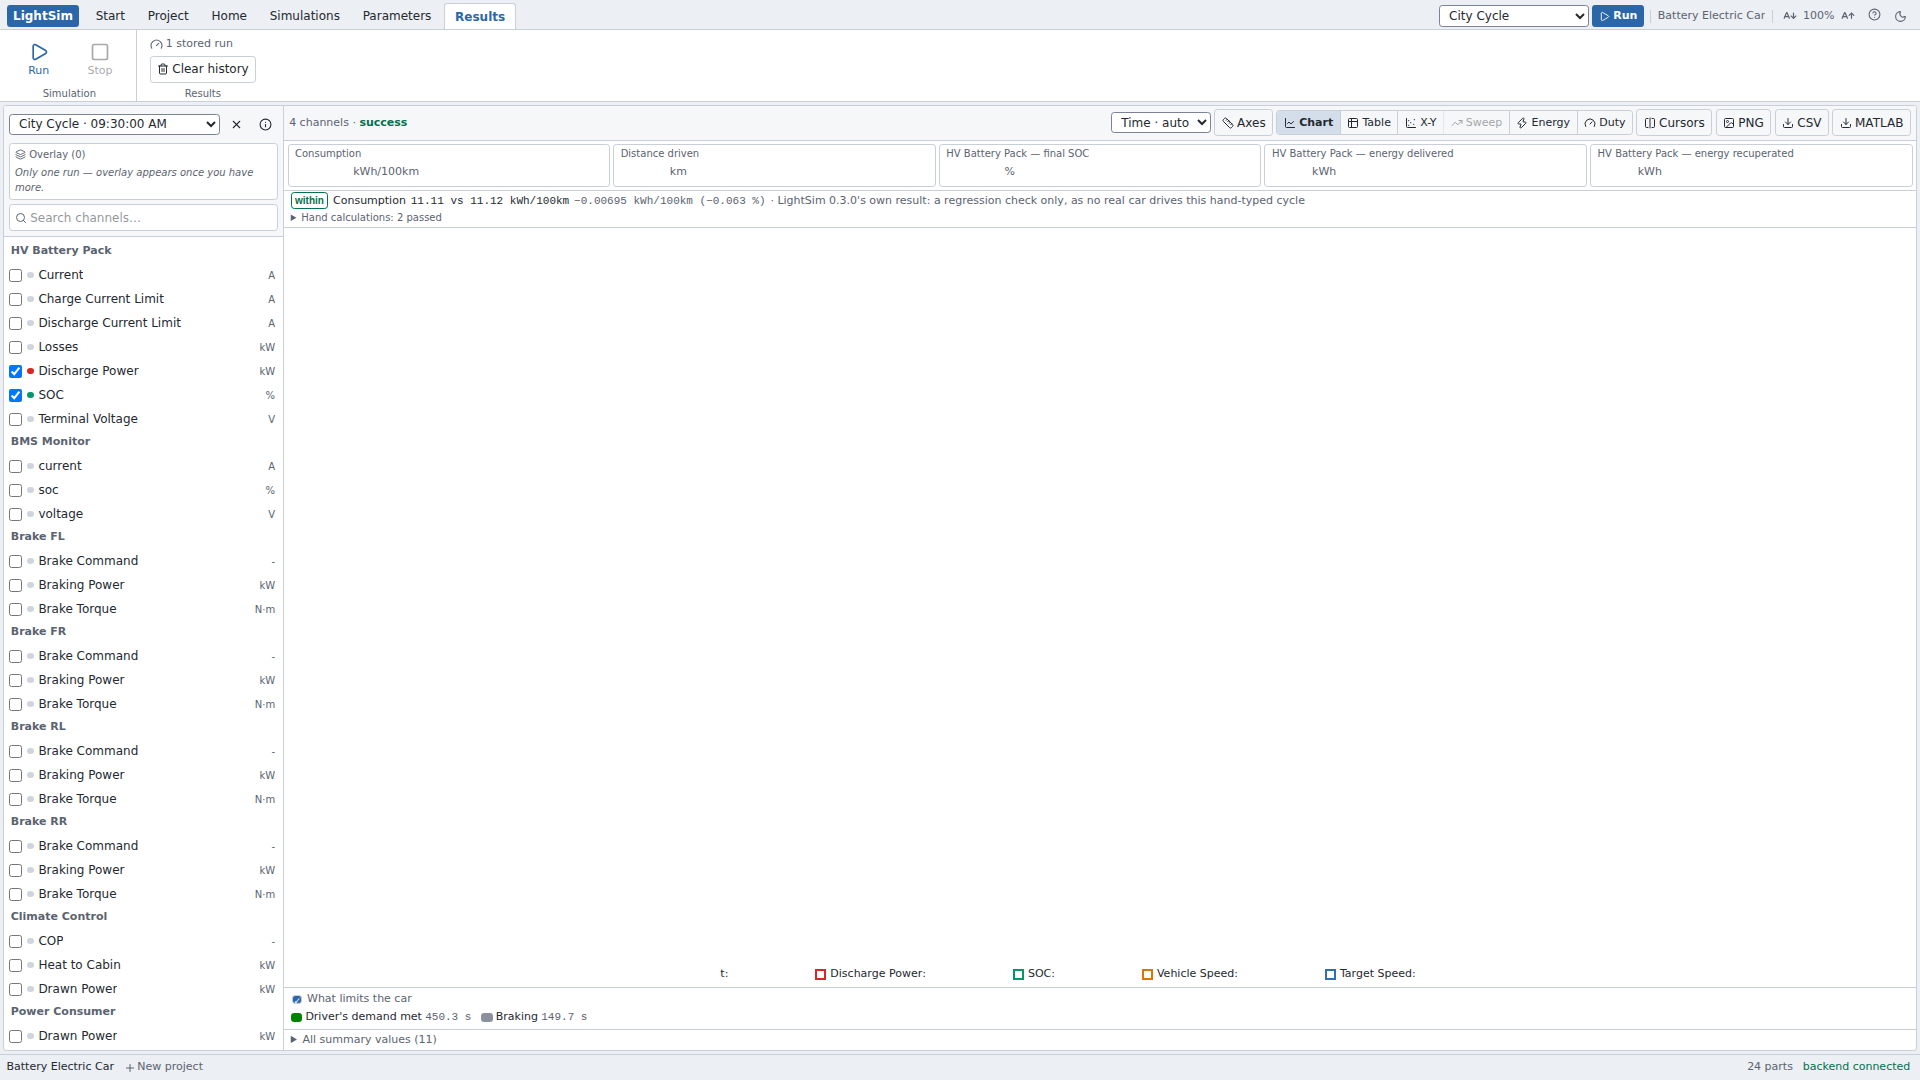 LightSim Start Project Home Simulations Parameters Results City Cycle Run Battery Electric Car A 100% A
Run Stop
Simulation
1 stored run
Clear history
Results
City Cycle · 09:30:00 AM
Overlay (0)
Only one run — overlay appears once you have
more.
Search channels…
HV Battery Pack
Current A
Charge Current Limit A
Discharge Current Limit A
Losses kW
Discharge Power kW
SOC %
Terminal Voltage V
BMS Monitor
current A
soc %
voltage V
Brake FL
Brake Command -
Braking Power kW
Brake Torque N·m
Brake FR
Brake Command -
Braking Power kW
Brake Torque N·m
Brake RL
Brake Command -
Braking Power kW
Brake Torque N·m
Brake RR
Brake Command -
Braking Power kW
Brake Torque N·m
Climate Control
COP -
Heat to Cabin kW
Drawn Power kW
Power Consumer
Drawn Power kW
4 channels · success Time · auto Axes Chart Table X-Y Sweep Energy Duty Cursors PNG CSV MATLAB
Consumption
kWh/100km
Distance driven
km
HV Battery Pack — final SOC
%
HV Battery Pack — energy delivered
kWh
HV Battery Pack — energy recuperated
kWh
within Consumption 11.11 vs 11.12 kWh/100km −0.00695 kWh/100km (−0.063 %) · LightSim 0.3.0's own result: a regression check only, as no real car drives this hand-typed cycle
Hand calculations: 2 passed
t: Discharge Power: SOC: Vehicle Speed: Target Speed:
What limits the car
Driver's demand met 450.3 s Braking 149.7 s
All summary values (11)
Battery Electric Car New project 24 parts backend connected